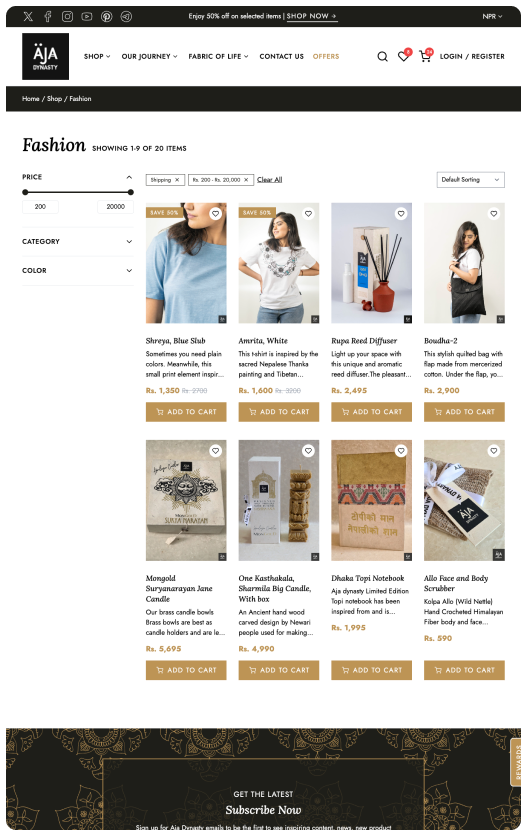 Enjoy 50% off on selected items | SHOP NOW →
NPR
ÄJA
DYNASTY
SHOP
OUR JOURNEY
FABRIC OF LIFE
CONTACT US
OFFERS
LOGIN / REGISTER
Home / Shop / Fashion
Fashion SHOWING 1-9 OF 20 ITEMS
PRICE
200
20000
CATEGORY
COLOR
Shipping ✕
Rs. 200 - Rs. 20,000 ✕
Clear All
Default Sorting
SAVE 50%
Shreya, Blue Slub
Sometimes you need plain
colors. Meanwhile, this
small print element inspir...
Rs. 1,350 Rs. 2700
ADD TO CART
SAVE 50%
Amrita, White
This t-shirt is inspired by the
sacred Nepalese Thanka
painting and Tibetan...
Rs. 1,600 Rs. 3200
ADD TO CART
Rupa Reed Diffuser
Light up your space with
this unique and aromatic
reed diffuser.The pleasant...
Rs. 2,495
ADD TO CART
Boudha-2
This stylish quilted bag with
flap made from mercerized
cotton. Under the flap, yo...
Rs. 2,900
ADD TO CART
SURYA NARAYAN
Mongold
Suryanarayan Jane
Candle
Our brass candle bowls
Brass bowls are best as
candle holders and are le...
Rs. 5,695
ADD TO CART
One Kasthakala,
Sharmila Big Candle,
With box
An Ancient hand wood
carved design by Newari
people used for making...
Rs. 4,990
ADD TO CART
टोपीको माल
नेपालीको शान
Dhaka Topi Notebook
Aja dynasty Limited Edition
Topi notebook has been
inspired from and is...
Rs. 1,995
ADD TO CART
ÄJA
DYNASTY
Allo Face and Body
Scrubber
Kolpa Allo (Wild Nettle)
Hand Crocheted Himalayan
Fiber body and face...
Rs. 590
ADD TO CART
REWARDS
GET THE LATEST
Subscribe Now
Sign up for Aja Dynasty emails to be the first to see inspiring content, news, new product